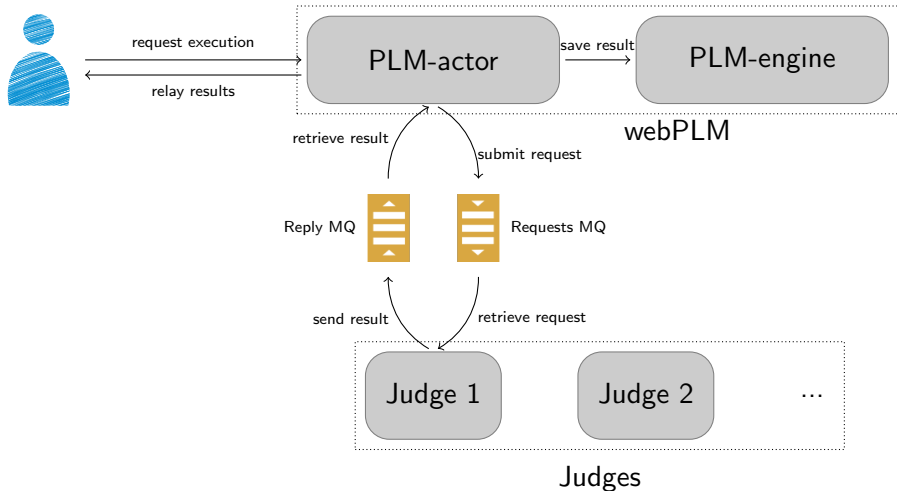 request execution
relay results
PLM-actor
save result
PLM-engine
webPLM
retrieve result
submit request
Reply MQ
Requests MQ
send result
retrieve request
Judge 1
Judge 2
...
Judges